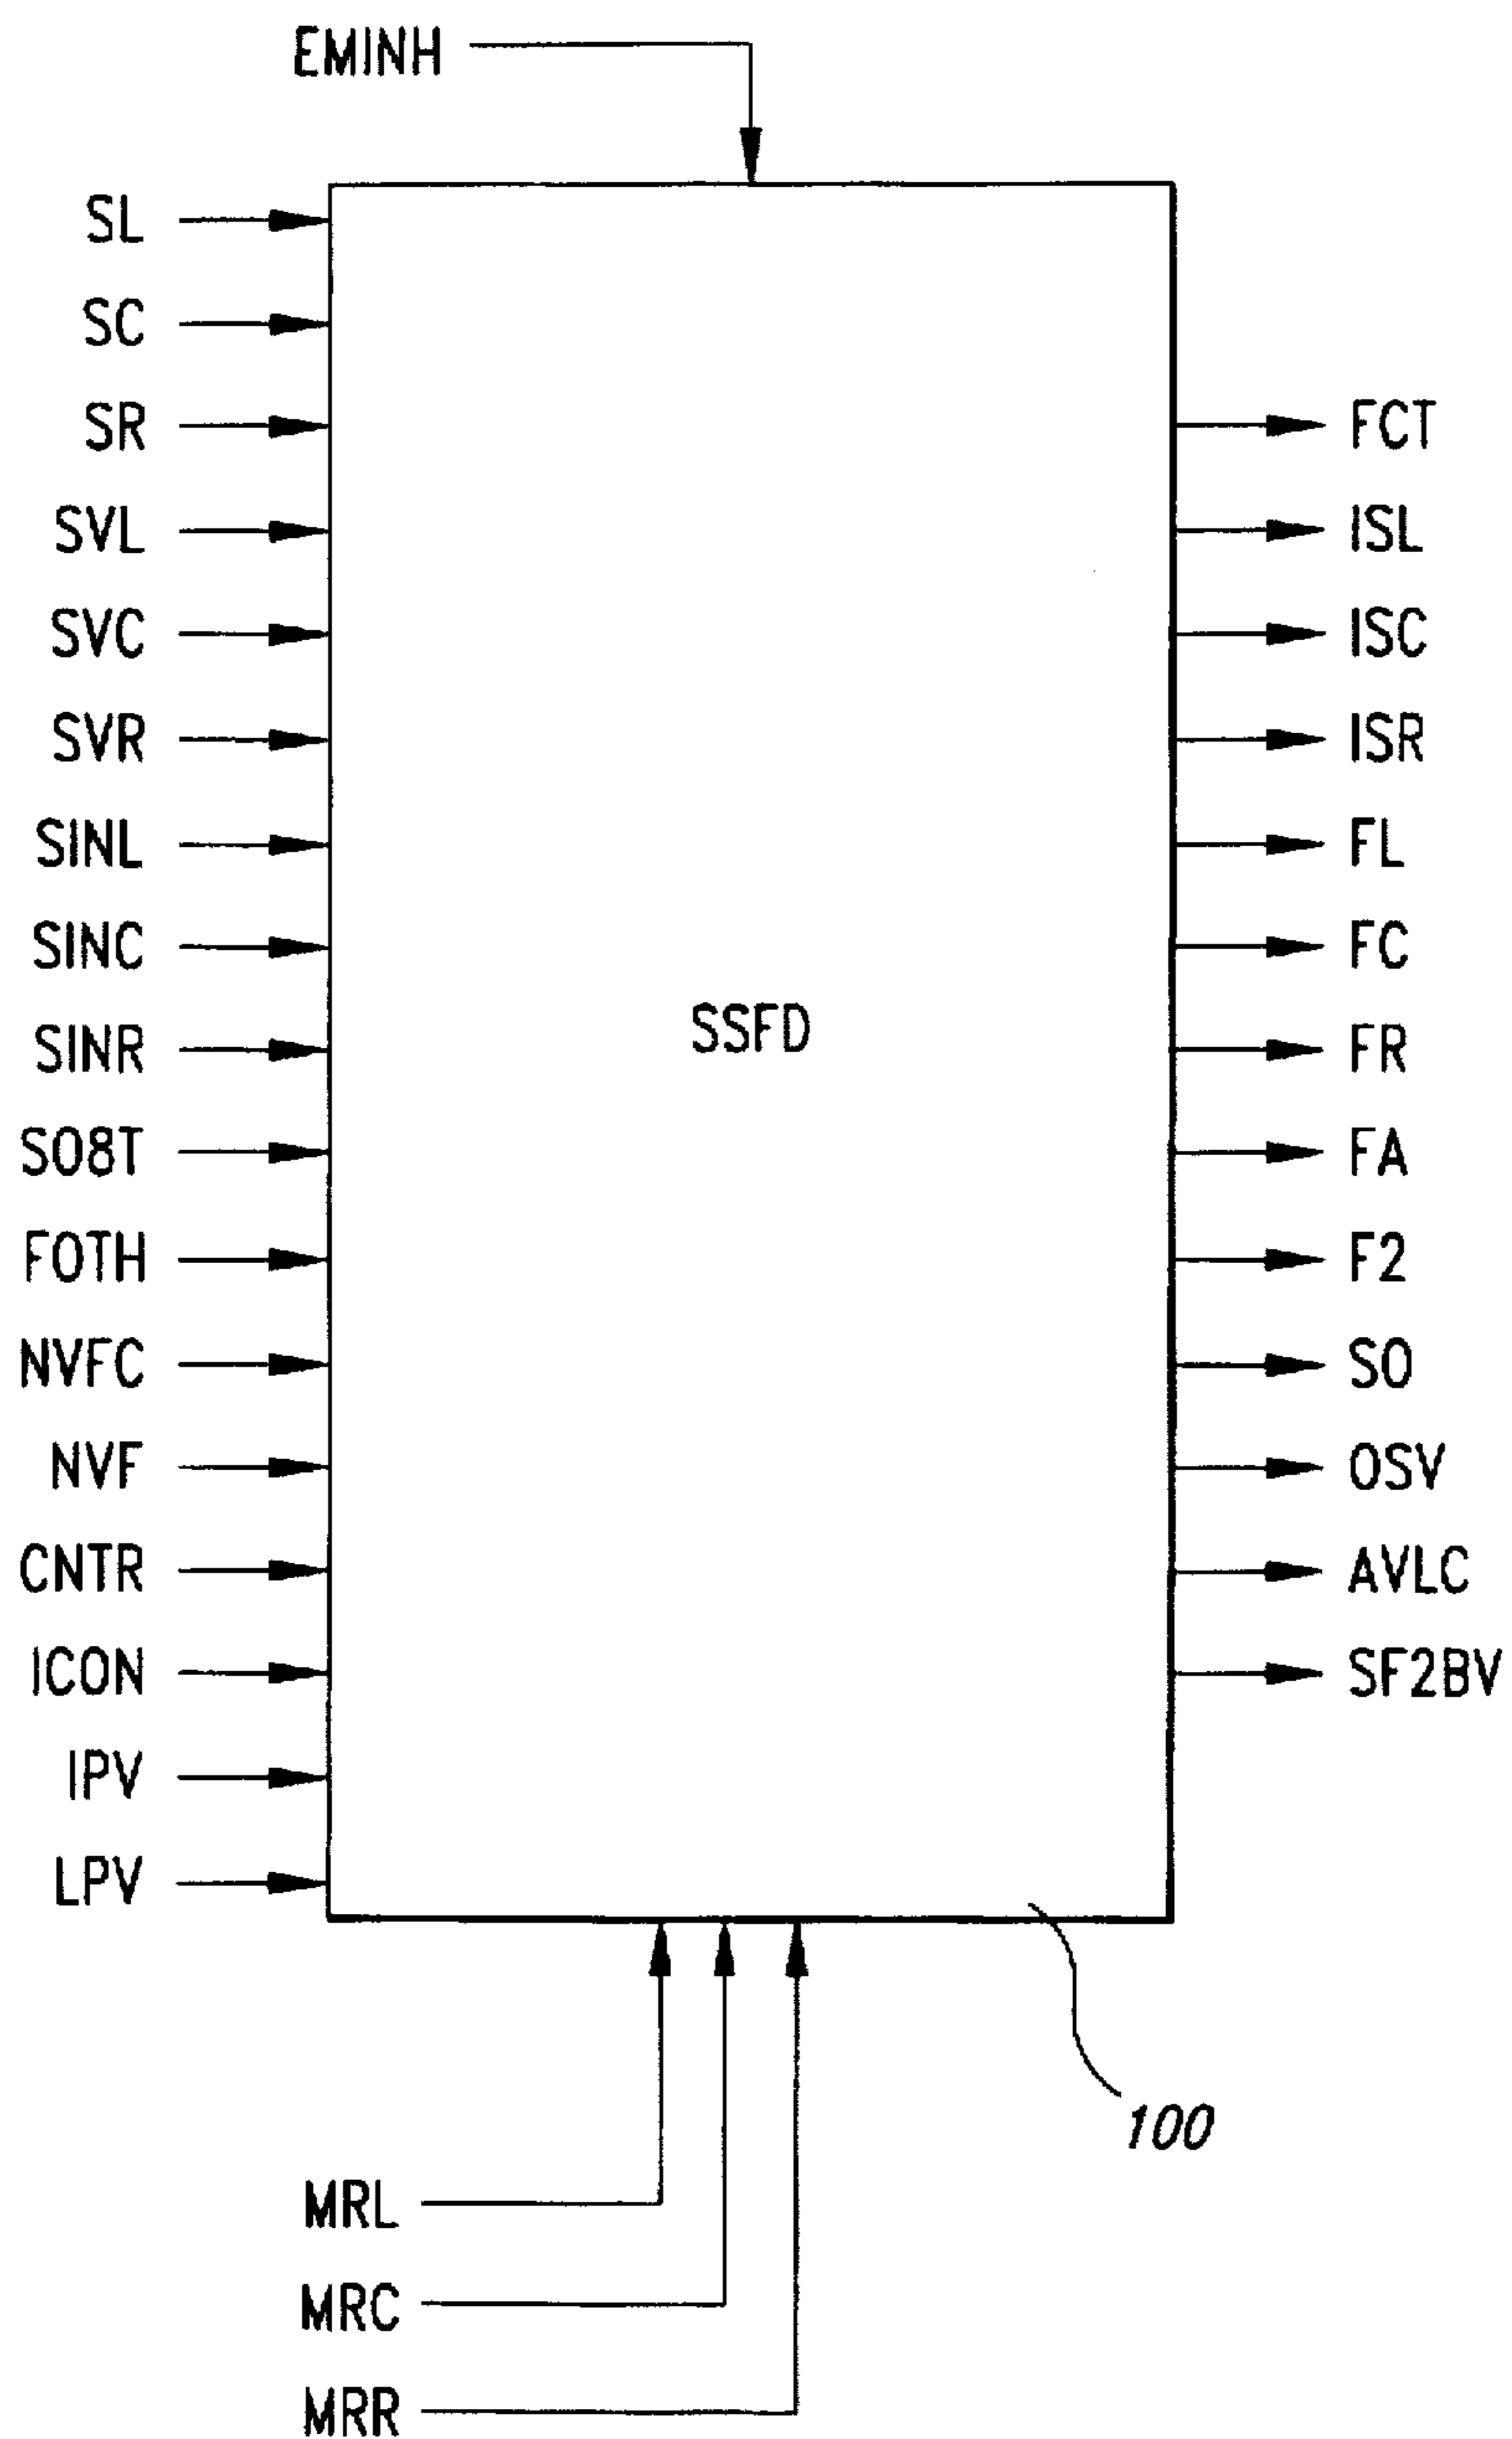 EMINH
SL
SC
SR
FCT
SVL
ISL
SVC
ISC
SVR
ISR
SINL
FL
SINC
FC
SSFD
SINR
FR
SO8T
FA
FOTH
F2
NVFC
SO
NVF
OSV
CNTR
AVLC
ICON
SF2BV
IPV
LPV
100
MRL
MRC
MRR